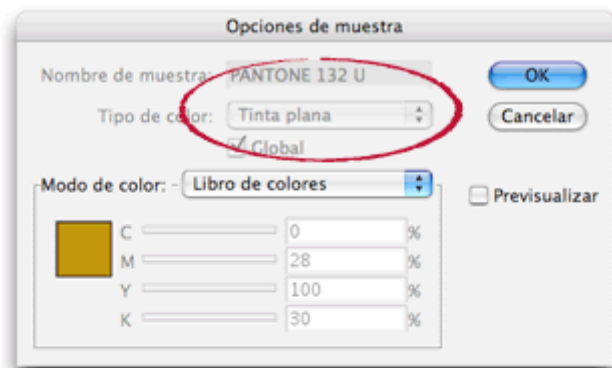 Opciones de muestra
Nombre de muestra: PANTONE 132 U
OK
Tipo de color: Tinta plana
Cancelar
Global
Modo de color: Libro de colores
Previsualizar
C 0 %
M 28 %
Y 100 %
K 30 %